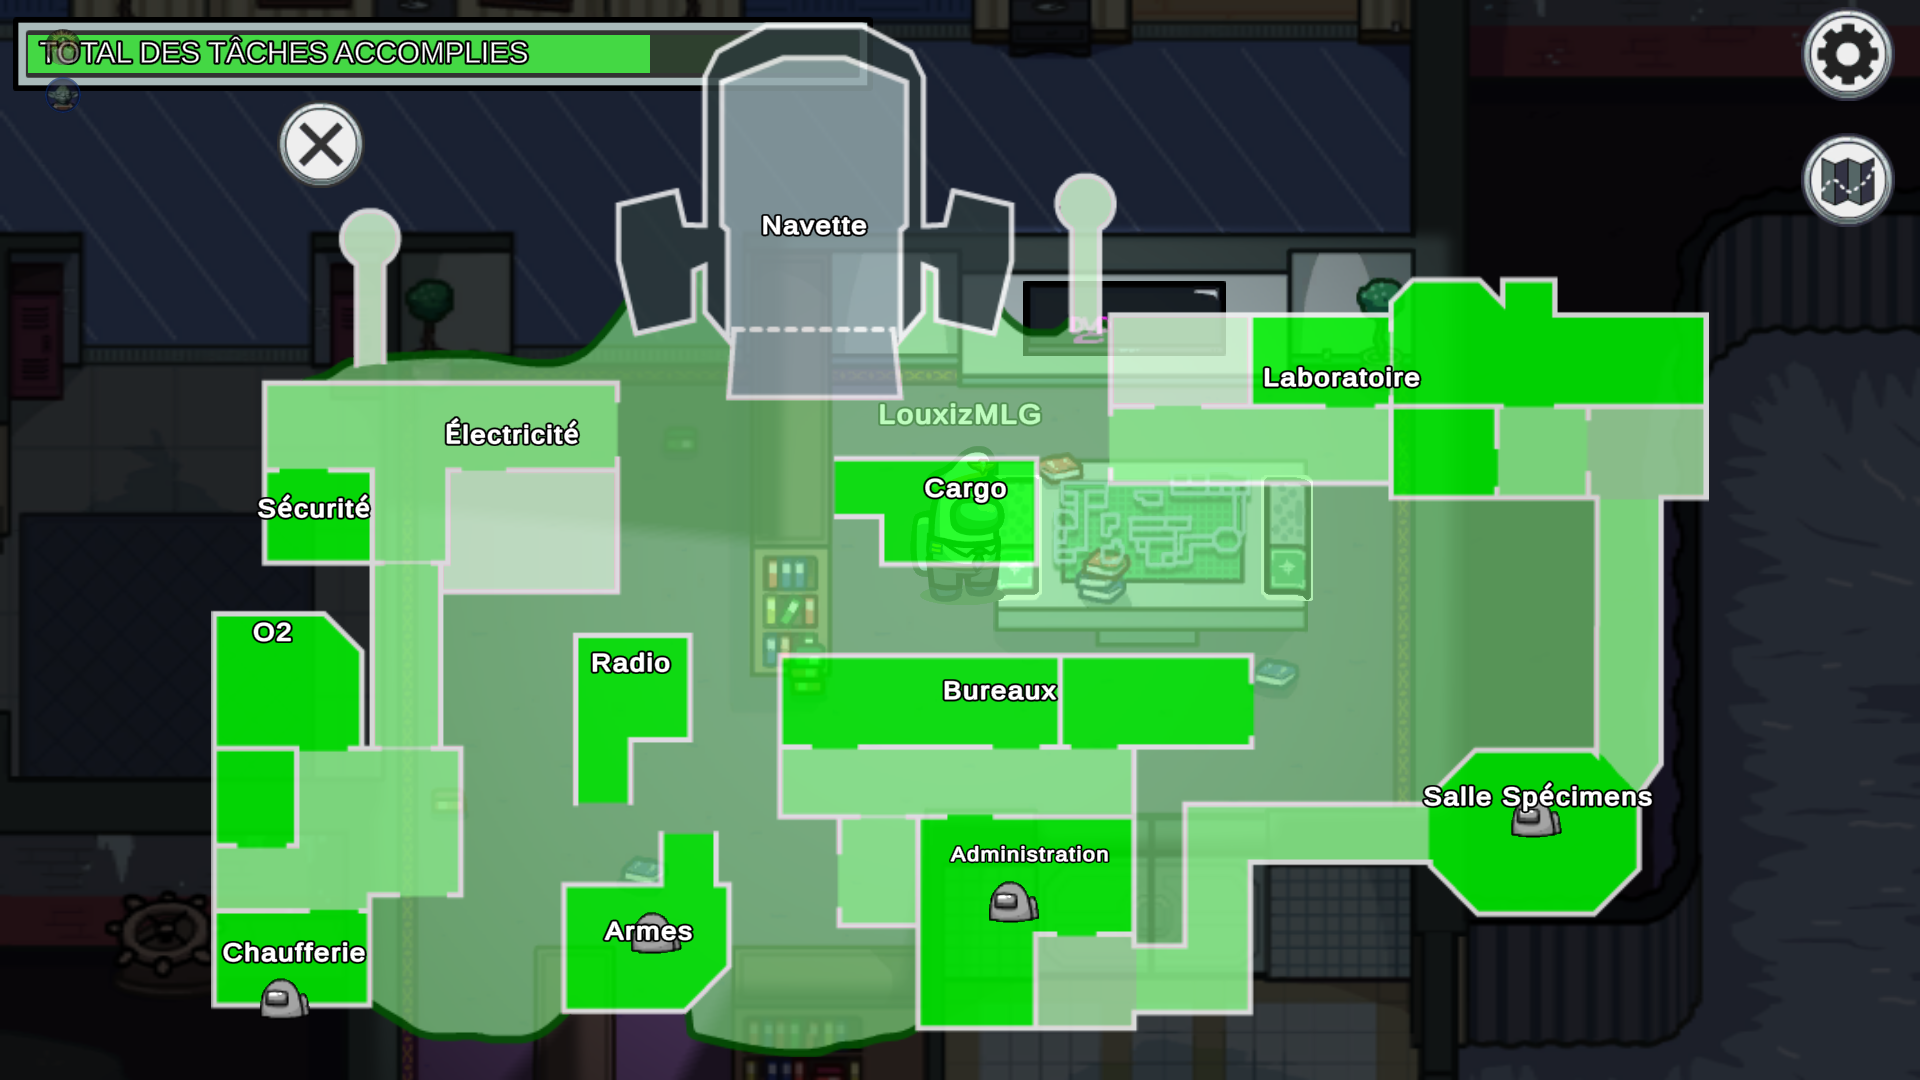 TOTAL DES TÂCHES ACCOMPLIES
Navette
Laboratoire
LouxizMLG
Électricité
Cargo
Sécurité
O2
Radio
Bureaux
Salle Spécimens
Administration
Armes
Chaufferie